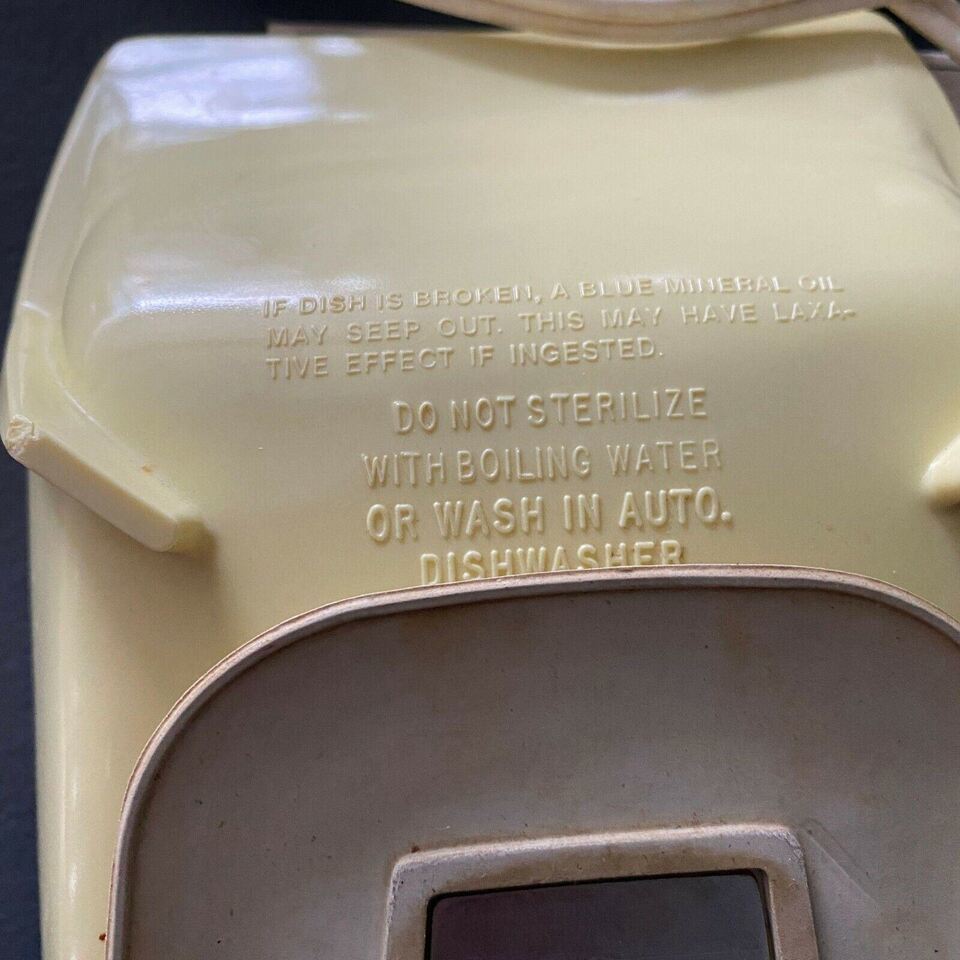 IF DISH IS BROKEN, A BLUE MINERAL OIL
MAY SEEP OUT. THIS MAY HAVE LAXA-
TIVE EFFECT IF INGESTED.
DO NOT STERILIZE
WITH BOILING WATER
OR WASH IN AUTO.
DISHWASHER